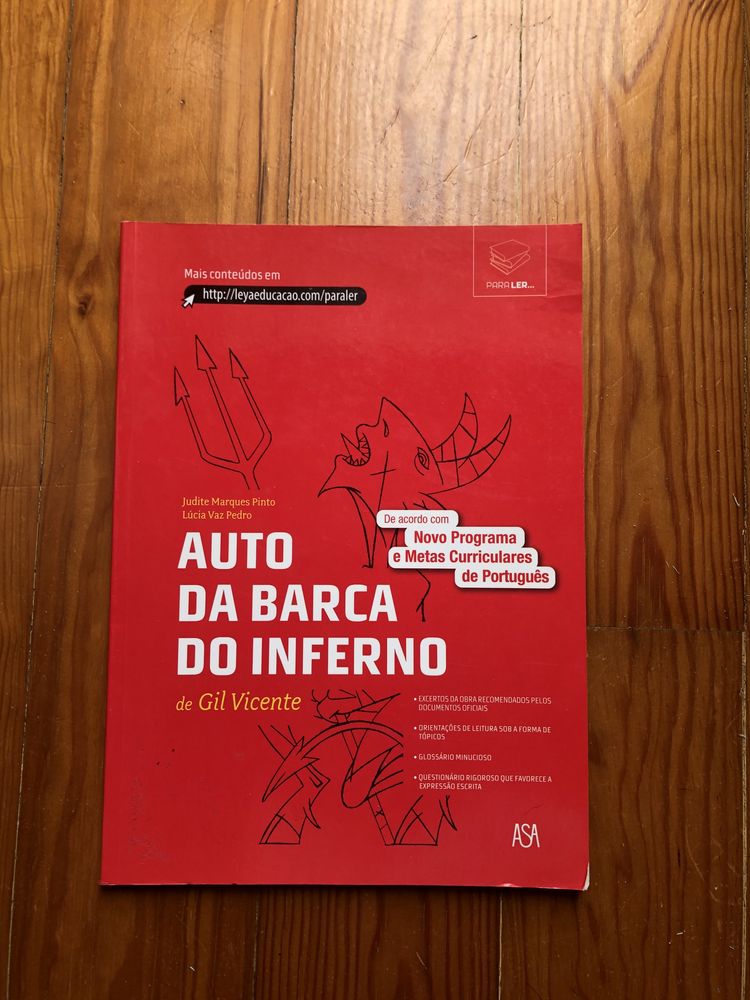 Mais conteúdos em
http://leyaeducacao.com/paraler
PARA LER...
Judite Marques Pinto
Lúcia Vaz Pedro
De acordo com
Novo Programa
e Metas Curriculares
de Português
AUTO
DA BARCA
DO INFERNO
de Gil Vicente
• EXCERTOS DA OBRA RECOMENDADOS PELOS
DOCUMENTOS OFICIAIS
• ORIENTAÇÕES DE LEITURA SOB A FORMA DE
TÓPICOS
• GLOSSÁRIO MINUCIOSO
• QUESTIONÁRIO RIGOROSO QUE FAVORECE A
EXPRESSÃO ESCRITA
ASA